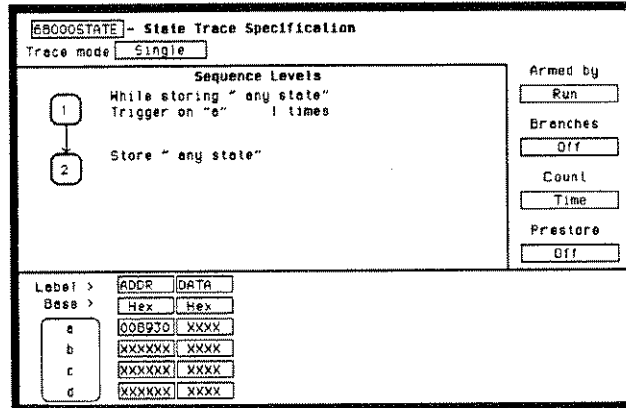 68000STATE - State Trace Specification
Trace mode Single
Sequence Levels
1 While storing " any state"
Trigger on "a" 1 times
2 Store " any state"
Armed by
Run
Branches
Off
Count
Time
Prestore
Off
Label > ADDR DATA
Base > Hex Hex
a 008930 XXXX
b XXXXXX XXXX
c XXXXXX XXXX
d XXXXXX XXXX